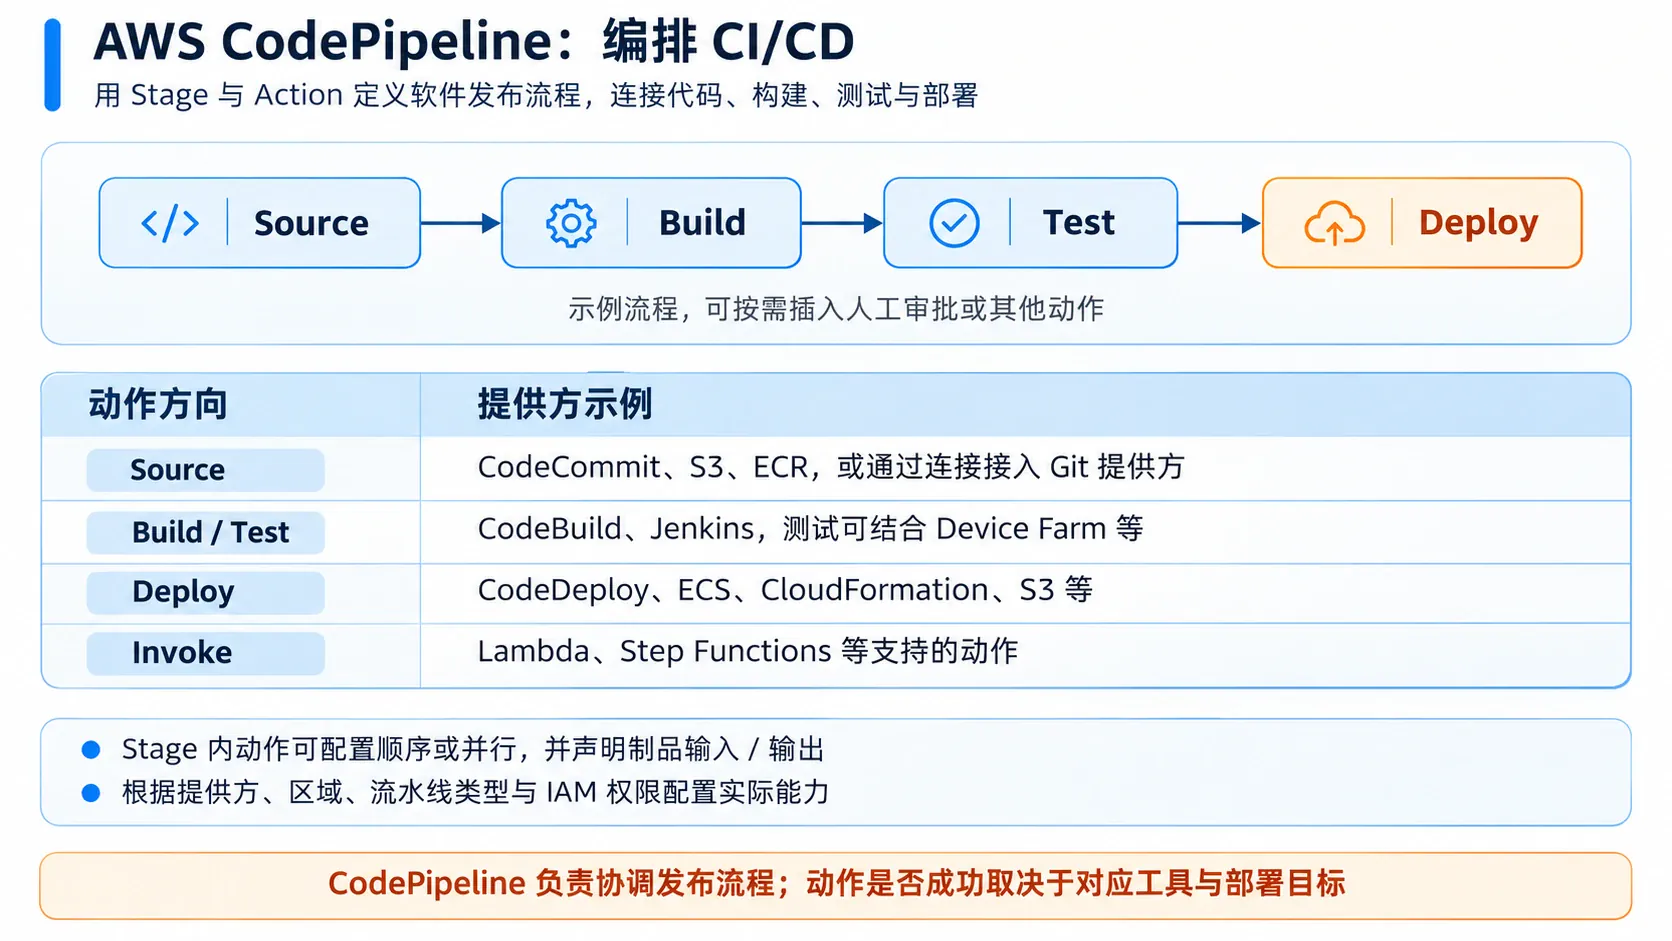 AWS CodePipeline：编排 CI/CD
用 Stage 与 Action 定义软件发布流程，连接代码、构建、测试与部署
</> Source
Build
Test
Deploy
示例流程，可按需插入人工审批或其他动作
动作方向 提供方示例
Source CodeCommit、S3、ECR，或通过连接接入 Git 提供方
Build / Test CodeBuild、Jenkins，测试可结合 Device Farm 等
Deploy CodeDeploy、ECS、CloudFormation、S3 等
Invoke Lambda、Step Functions 等支持的动作
Stage 内动作可配置顺序或并行，并声明制品输入 / 输出
根据提供方、区域、流水线类型与 IAM 权限配置实际能力
CodePipeline 负责协调发布流程；动作是否成功取决于对应工具与部署目标